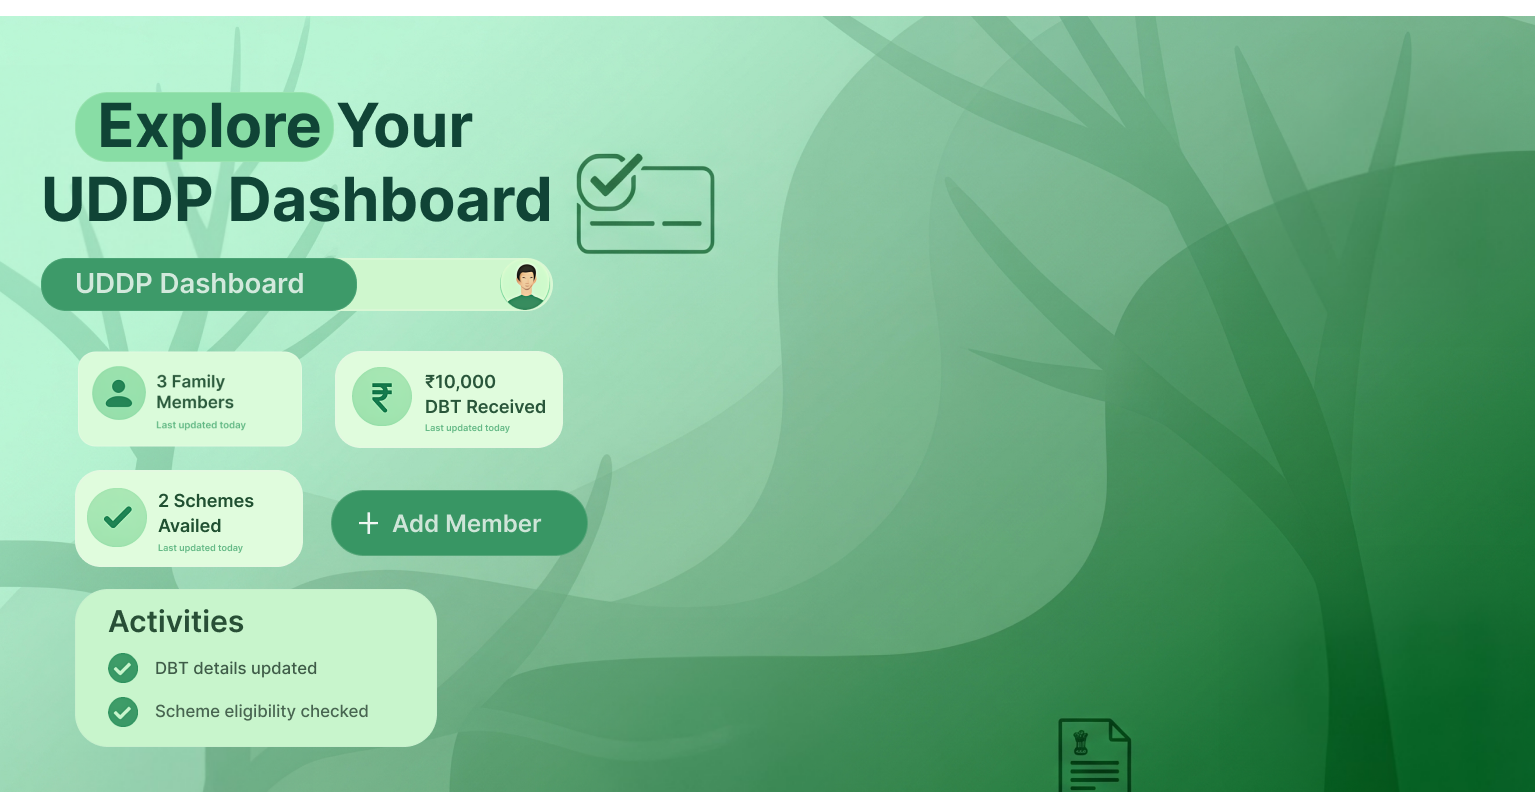 Explore Your
UDDP Dashboard
UDDP Dashboard
3 Family
Members
Last updated today
₹10,000
DBT Received
Last updated today
2 Schemes
Availed
Last updated today
+ Add Member
Activities
DBT details updated
Scheme eligibility checked